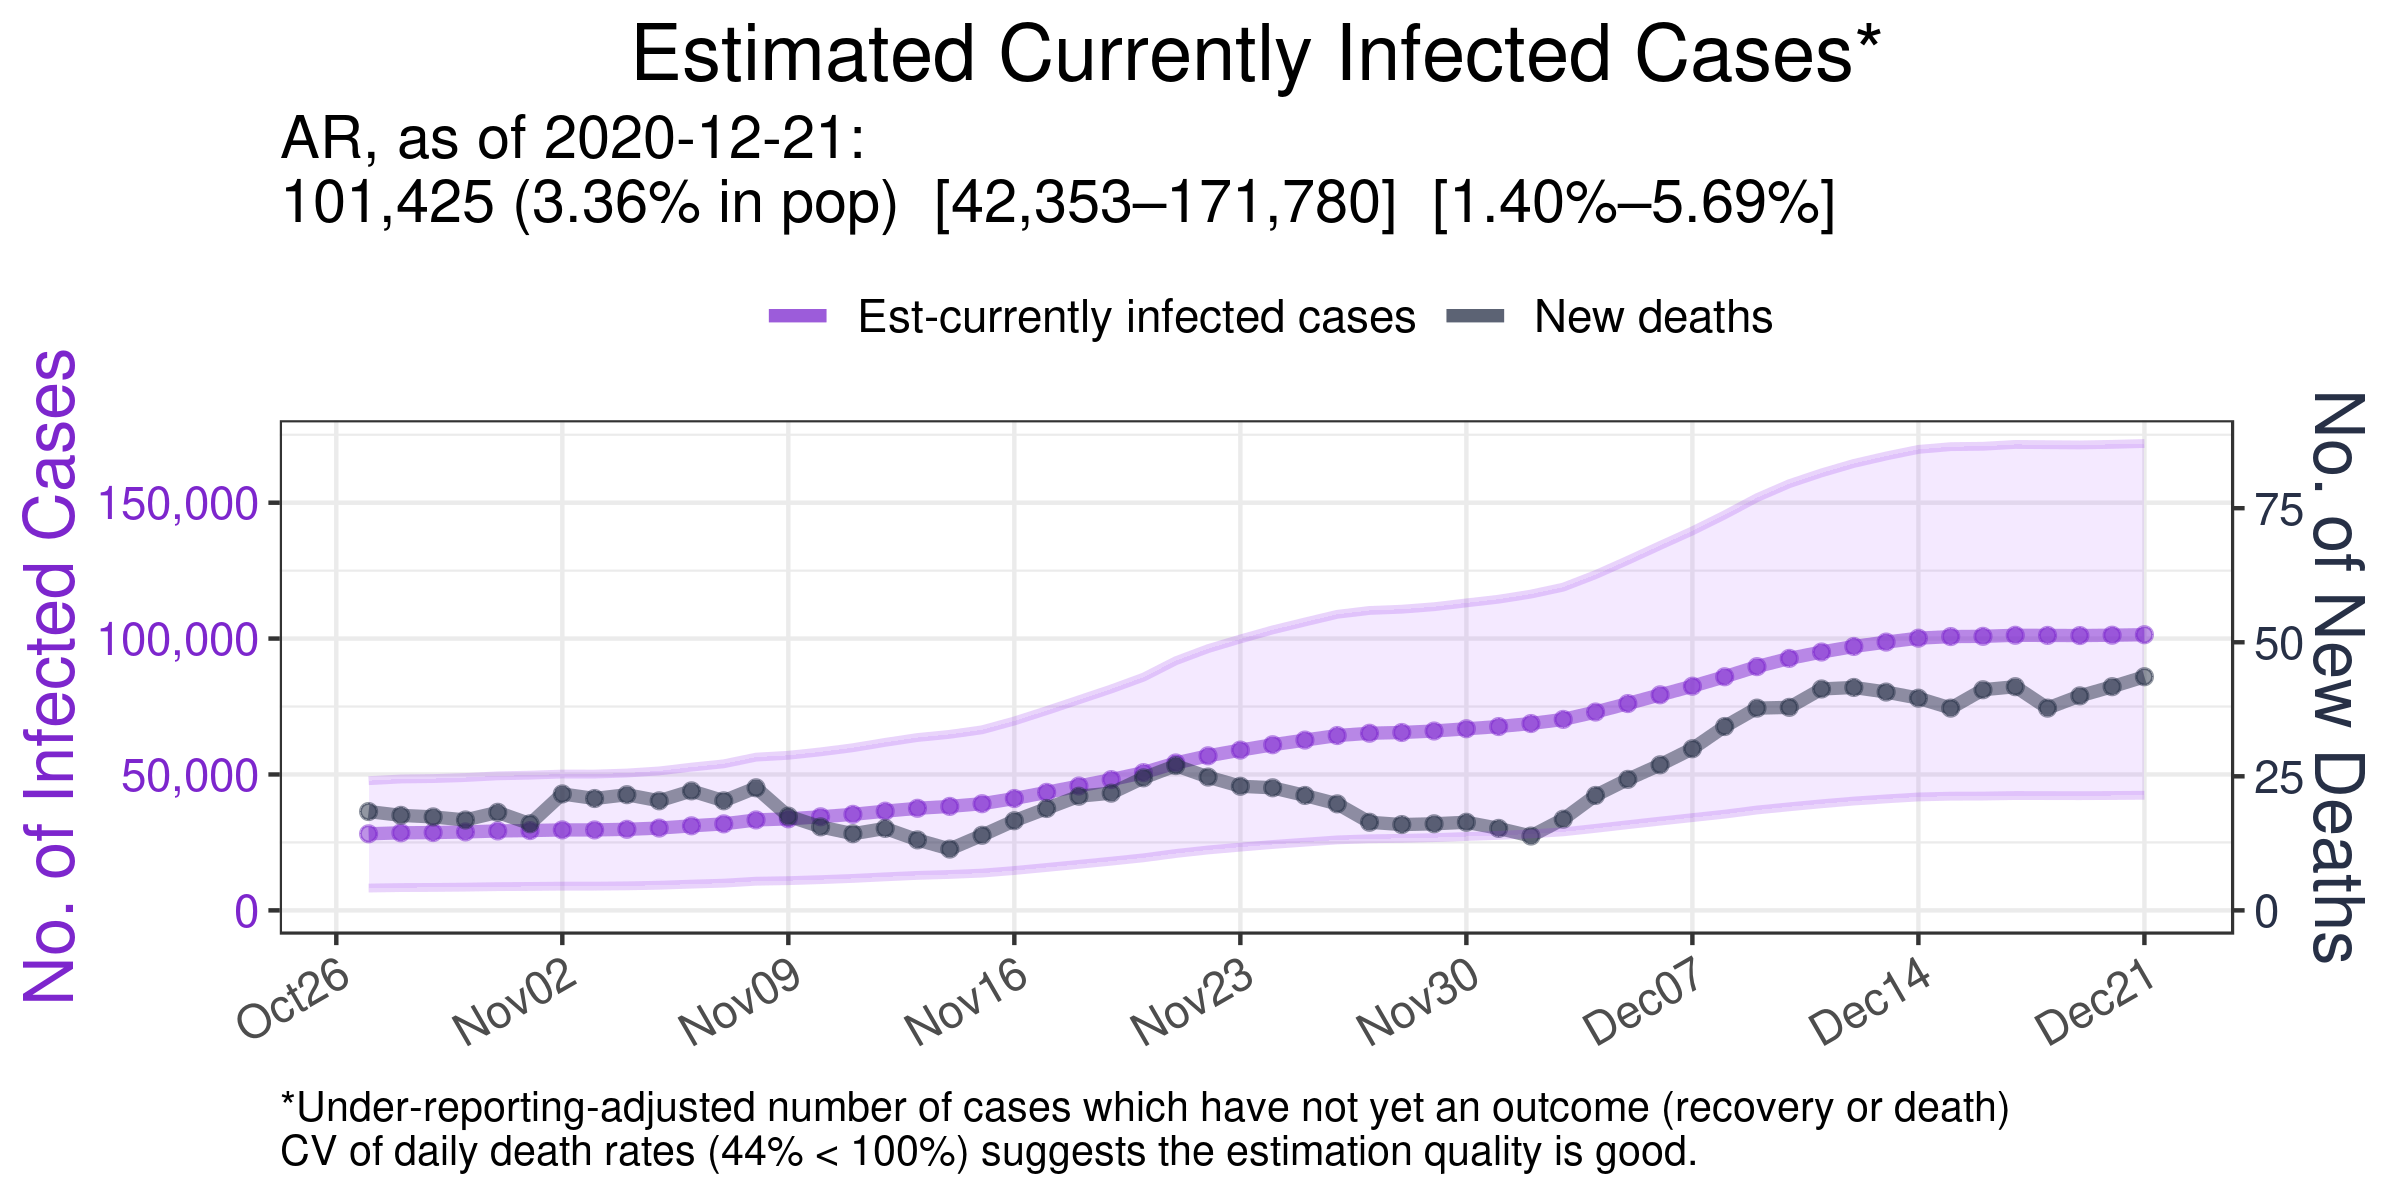 Estimated Currently Infected Cases*
AR, as of 2020-12-21:
101,425 (3.36% in pop)  [42,353–171,780]  [1.40%–5.69%]
Est-currently infected cases
New deaths
No. of Infected Cases
150,000
100,000
50,000
0
No. of New Deaths
75
50
25
0
Oct26
Nov02
Nov09
Nov16
Nov23
Nov30
Dec07
Dec14
Dec21
*Under-reporting-adjusted number of cases which have not yet an outcome (recovery or death)
CV of daily death rates (44% < 100%) suggests the estimation quality is good.